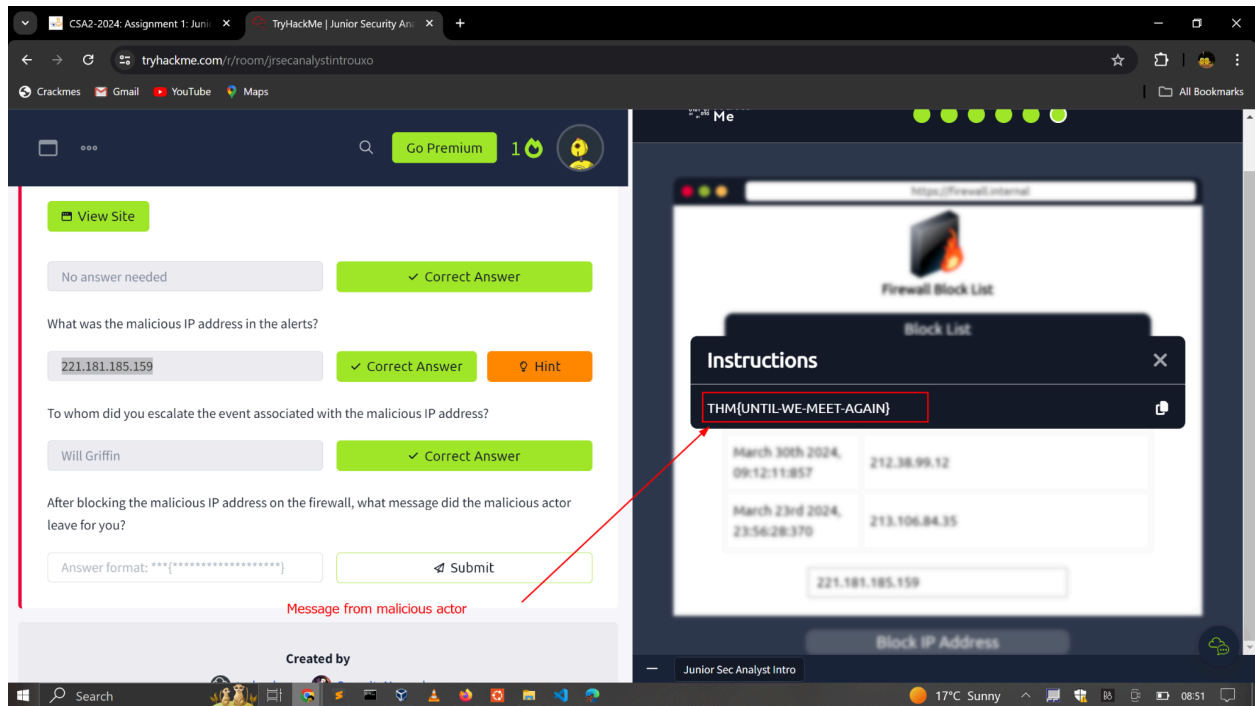 CSA2-2024: Assignment 1: Juni
TryHackMe | Junior Security An
tryhackme.com/r/room/jrsecanalystintrouxo
Crackmes
Gmail
YouTube
Maps
All Bookmarks
Go Premium
1
View Site
No answer needed
Correct Answer
What was the malicious IP address in the alerts?
221.181.185.159
Correct Answer
Hint
To whom did you escalate the event associated with the malicious IP address?
Will Griffin
Correct Answer
After blocking the malicious IP address on the firewall, what message did the malicious actor
leave for you?
Answer format: ***{*******************}
Submit
Message from malicious actor
Created by
Me
https://firewall.internal
Firewall Block List
Block List
Instructions
THM{UNTIL-WE-MEET-AGAIN}
March 30th 2024,
09:12:11:857
212.38.99.12
March 23rd 2024,
23:56:28:370
213.106.84.35
221.181.185.159
Block IP Address
Junior Sec Analyst Intro
Search
17°C Sunny
08:51